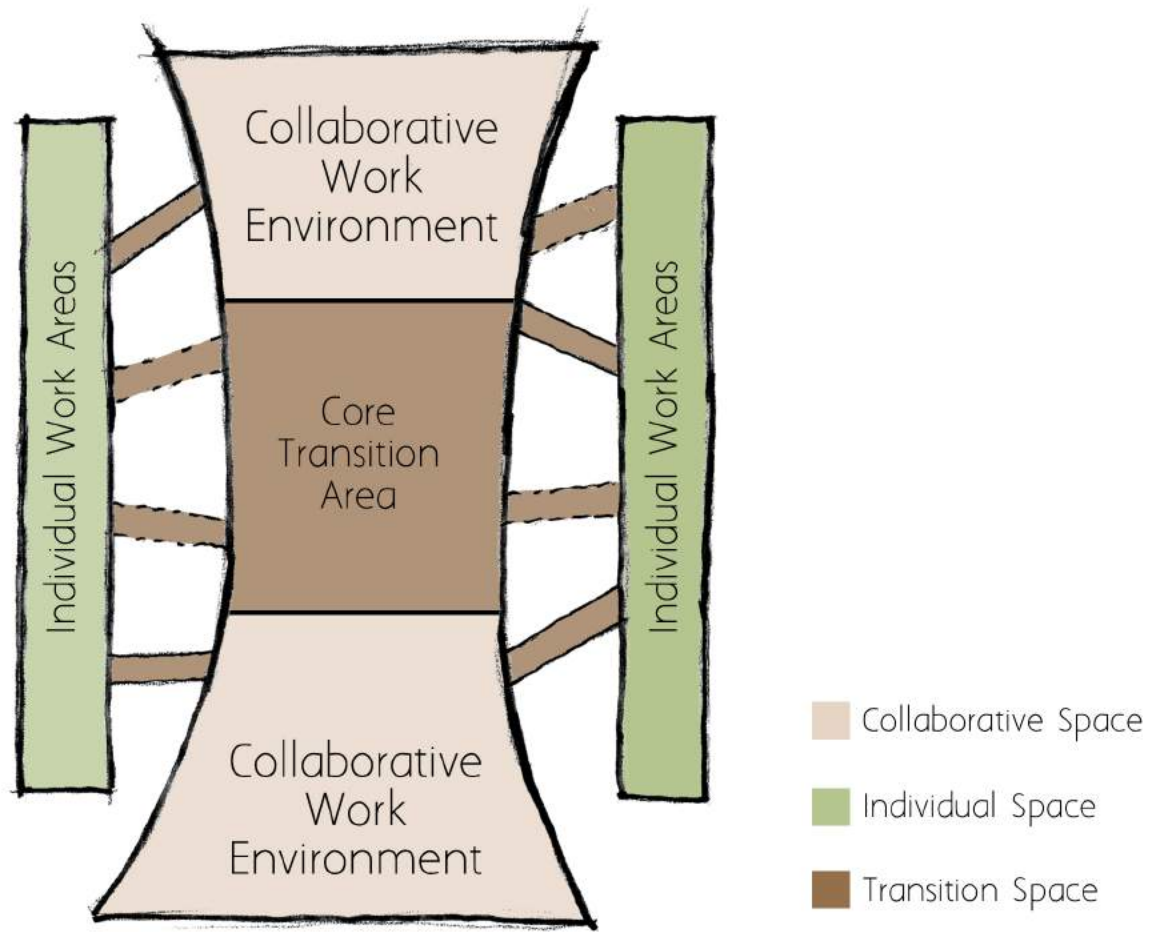 Collaborative
Work
Environment
Individual Work Areas
Core
Transition
Area
Individual Work Areas
Collaborative
Work
Environment
Collaborative Space
Individual Space
Transition Space